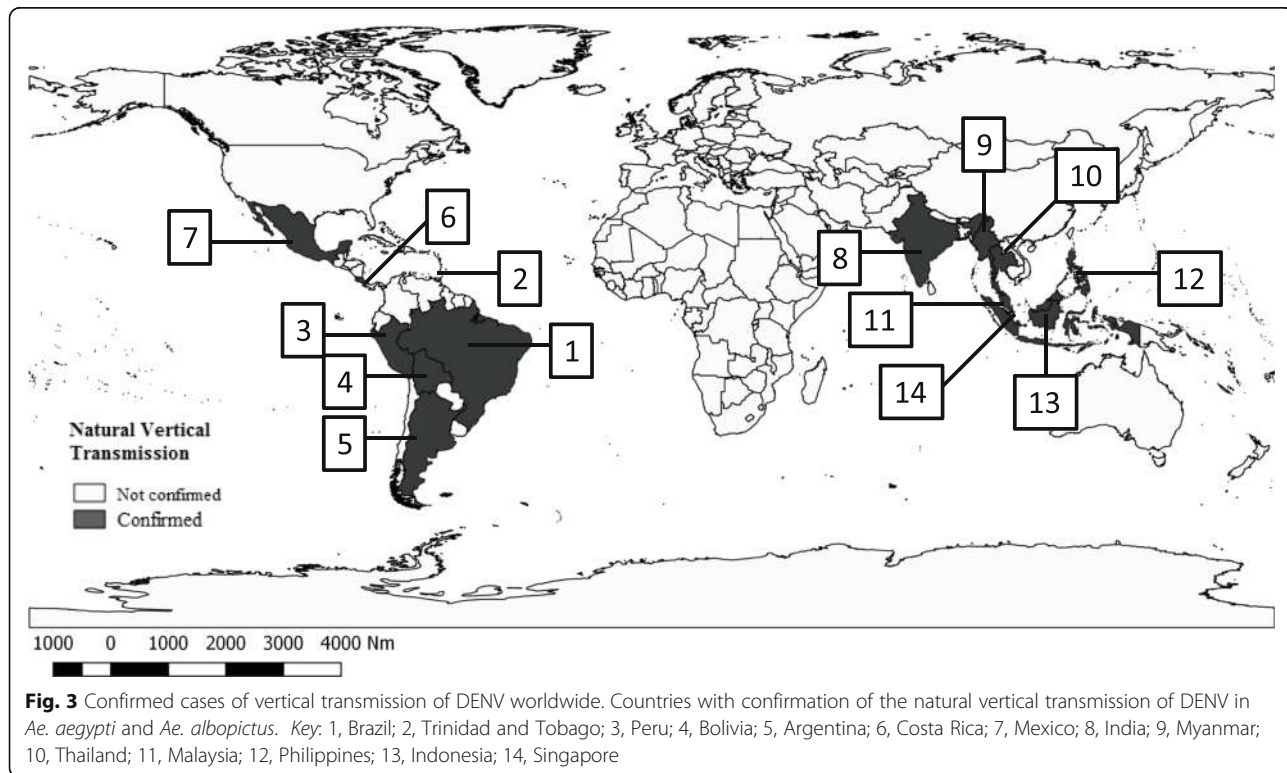 9
10
6
7
2
8
12
3
11
1
4
14
13
5
Natural Vertical
Transmission
Not confirmed
Confirmed
1000 0 1000 2000 3000 4000 Nm
Fig. 3 Confirmed cases of vertical transmission of DENV worldwide. Countries with confirmation of the natural vertical transmission of DENV in
Ae. aegypti and Ae. albopictus. Key: 1, Brazil; 2, Trinidad and Tobago; 3, Peru; 4, Bolivia; 5, Argentina; 6, Costa Rica; 7, Mexico; 8, India; 9, Myanmar;
10, Thailand; 11, Malaysia; 12, Philippines; 13, Indonesia; 14, Singapore